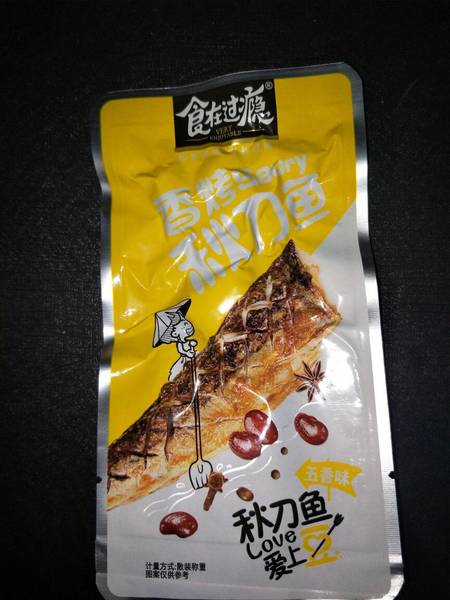 食在过瘾®
VERY
ENJOYABLE
香烤Saury
秋刀鱼
五香味
秋刀鱼
Love
爱上豆
计量方式:散装称重
图案仅供参考